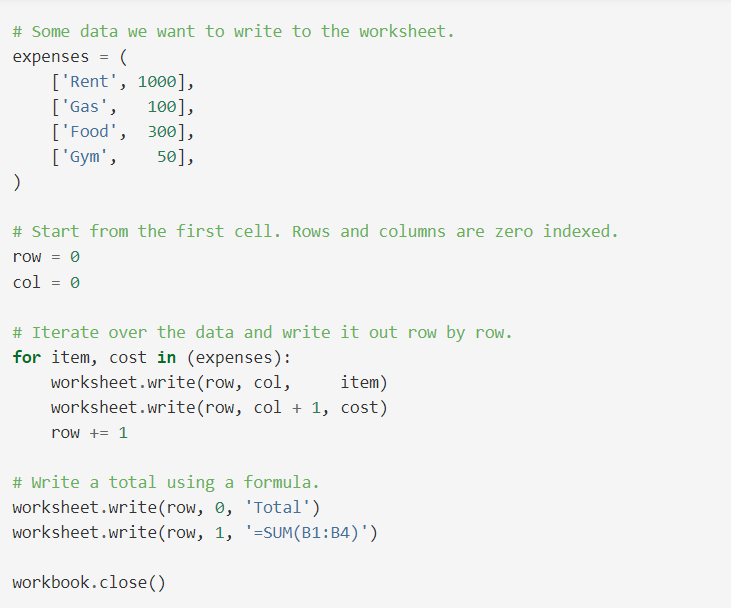 # Some data we want to write to the worksheet.
expenses = (
    ['Rent', 1000],
    ['Gas',   100],
    ['Food',  300],
    ['Gym',    50],
)
# Start from the first cell. Rows and columns are zero indexed.
row = 0
col = 0
# Iterate over the data and write it out row by row.
for item, cost in (expenses):
    worksheet.write(row, col,     item)
    worksheet.write(row, col + 1, cost)
    row += 1
# Write a total using a formula.
worksheet.write(row, 0, 'Total')
worksheet.write(row, 1, '=SUM(B1:B4)')
workbook.close()